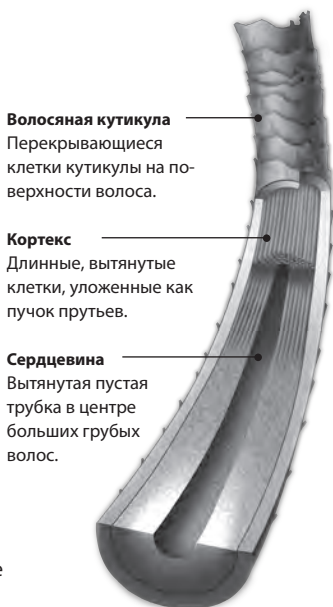 Волосяная кутикула
Перекрывающиеся
клетки кутикулы на по-
верхности волоса.
Кортекс
Длинные, вытянутые
клетки, уложенные как
пучок прутьев.
Сердцевина
Вытянутая пустая
трубка в центре
больших грубых
волос.
е